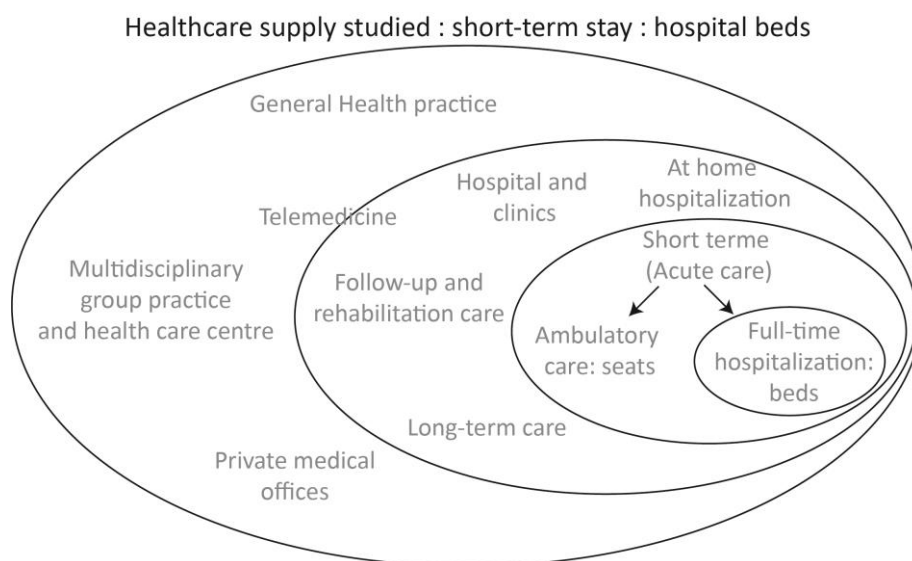 Healthcare supply studied : short-term stay : hospital beds
General Health practice
Hospital and
clinics
At home
hospitalization
Telemedicine
Multidisciplinary
group practice
and health care centre
Follow-up and
rehabilitation care
Short terme
(Acute care)
Ambulatory
care: seats
Full-time
hospitalization:
beds
Long-term care
Private medical
offices